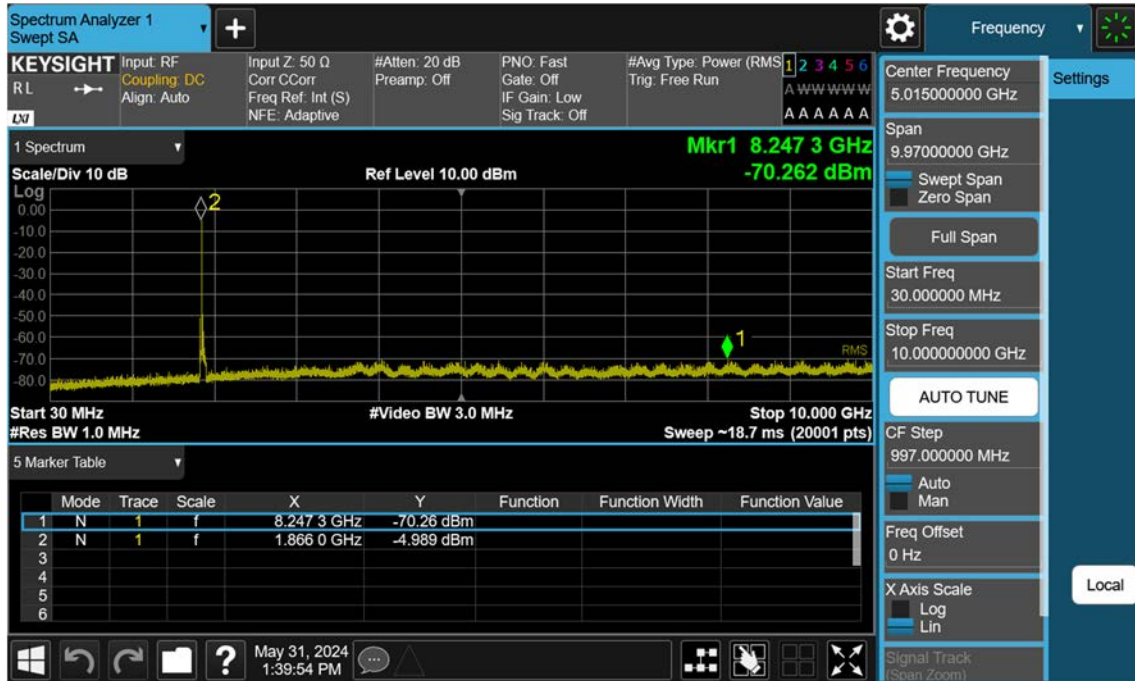 Spectrum Analyzer 1
Swept SA
+
Frequency
KEYSIGHT
R L
LXI
Input: RF
Coupling: DC
Align: Auto
Input Z: 50 Ω
Corr CCorr
Freq Ref: Int (S)
NFE: Adaptive
#Atten: 20 dB
Preamp: Off
PNO: Fast
Gate: Off
IF Gain: Low
Sig Track: Off
#Avg Type: Power (RMS
Trig: Free Run
1 2 3 4 5 6
A W W W W W
A A A A A A
1 Spectrum
Scale/Div 10 dB
Ref Level 10.00 dBm
Mkr1 8.247 3 GHz
-70.262 dBm
Log
0.00
-10.0
-20.0
-30.0
-40.0
-50.0
-60.0
-70.0
-80.0
2
1
RMS
Start 30 MHz
#Video BW 3.0 MHz
Stop 10.000 GHz
#Res BW 1.0 MHz
Sweep ~18.7 ms (20001 pts)
5 Marker Table
Mode Trace Scale X Y Function Function Width Function Value
1 N 1 f 8.247 3 GHz -70.26 dBm
2 N 1 f 1.866 0 GHz -4.989 dBm
3
4
5
6
?
May 31, 2024
1:39:54 PM
Center Frequency
5.015000000 GHz
Settings
Span
9.97000000 GHz
Swept Span
Zero Span
Full Span
Start Freq
30.000000 MHz
Stop Freq
10.000000000 GHz
AUTO TUNE
CF Step
997.000000 MHz
Auto
Man
Freq Offset
0 Hz
X Axis Scale
Log
Lin
Local
Signal Track
(Span Zoom)